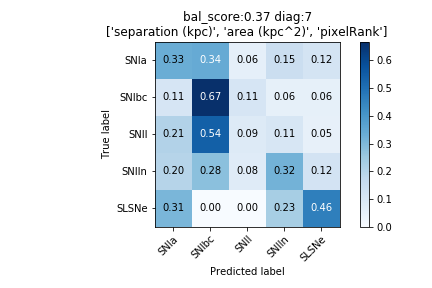 bal_score:0.37 diag:7
['separation (kpc)', 'area (kpc^2)', 'pixelRank']
SNIa 0.33 0.34 0.06 0.15 0.12
SNIbc 0.11 0.67 0.11 0.06 0.06
SNII 0.21 0.54 0.09 0.11 0.05
SNIIn 0.20 0.28 0.08 0.32 0.12
SLSNe 0.31 0.00 0.00 0.23 0.46
True label
SNIa SNIbc SNII SNIIn SLSNe
Predicted label
0.6
0.5
0.4
0.3
0.2
0.1
0.0